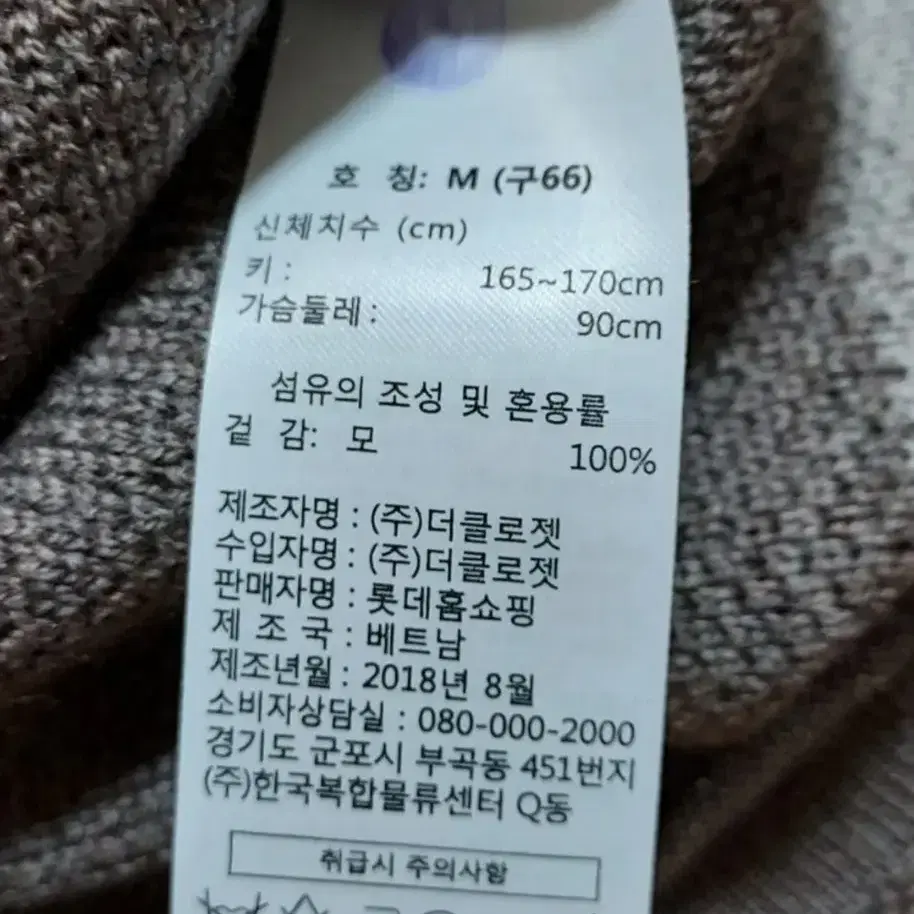 호 칭: M (구66)
신체치수 (cm)
키 : 165~170cm
가슴둘레 : 90cm
섬유의 조성 및 혼용률
겉 감: 모 100%
제조자명 : (주)더클로젯
수입자명 : (주)더클로젯
판매자명 : 롯데홈쇼핑
제 조 국 : 베트남
제조년월 : 2018년 8월
소비자상담실 : 080-000-2000
경기도 군포시 부곡동 451번지
(주)한국복합물류센터 Q동
취급시 주의사항